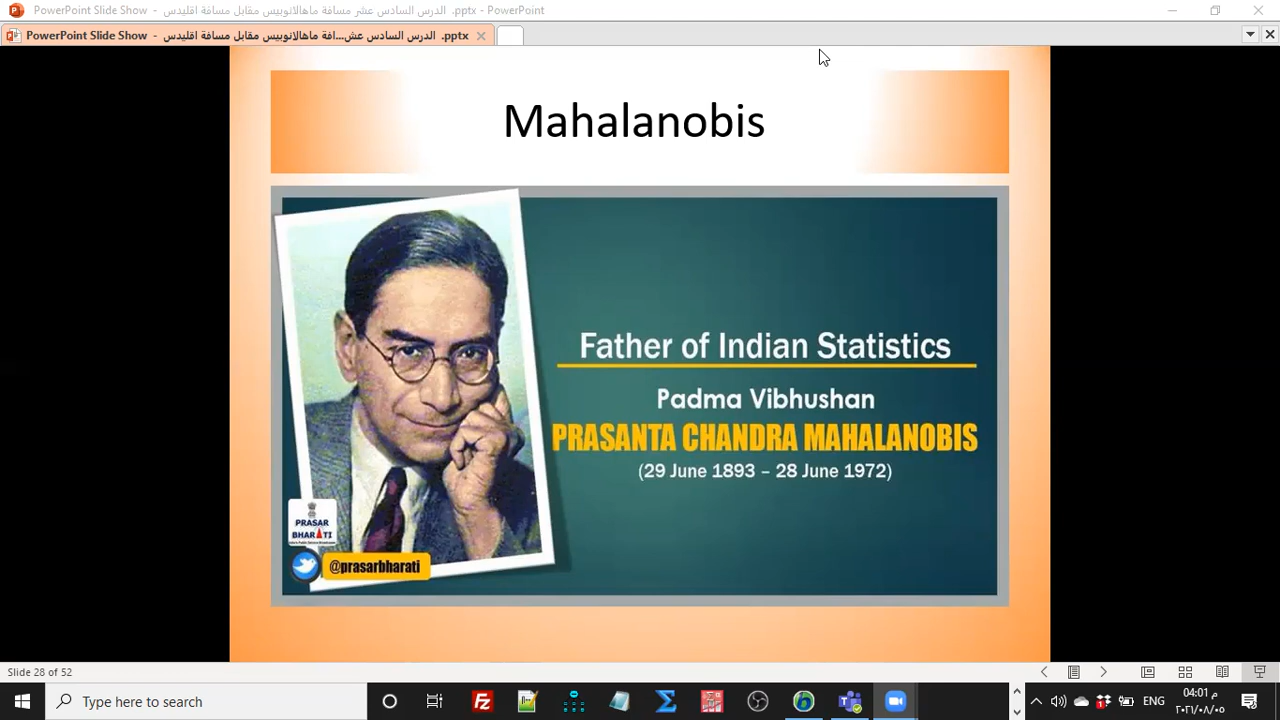 PowerPoint Slide Show - الدرس السادس عشر مسافة ماهالانوبيس مقابل مسافة اقليدس .pptx - PowerPoint
PowerPoint Slide Show - الدرس السادس عش...افة ماهالانوبيس مقابل مسافة اقليدس .pptx
Mahalanobis
Father of Indian Statistics
Padma Vibhushan
PRASANTA CHANDRA MAHALANOBIS
(29 June 1893 – 28 June 1972)
PRASAR
BHARATI
@prasarbharati
Slide 28 of 52
Type here to search
ENG
04:01 م
٢٠٢١/٠٨/٠٥